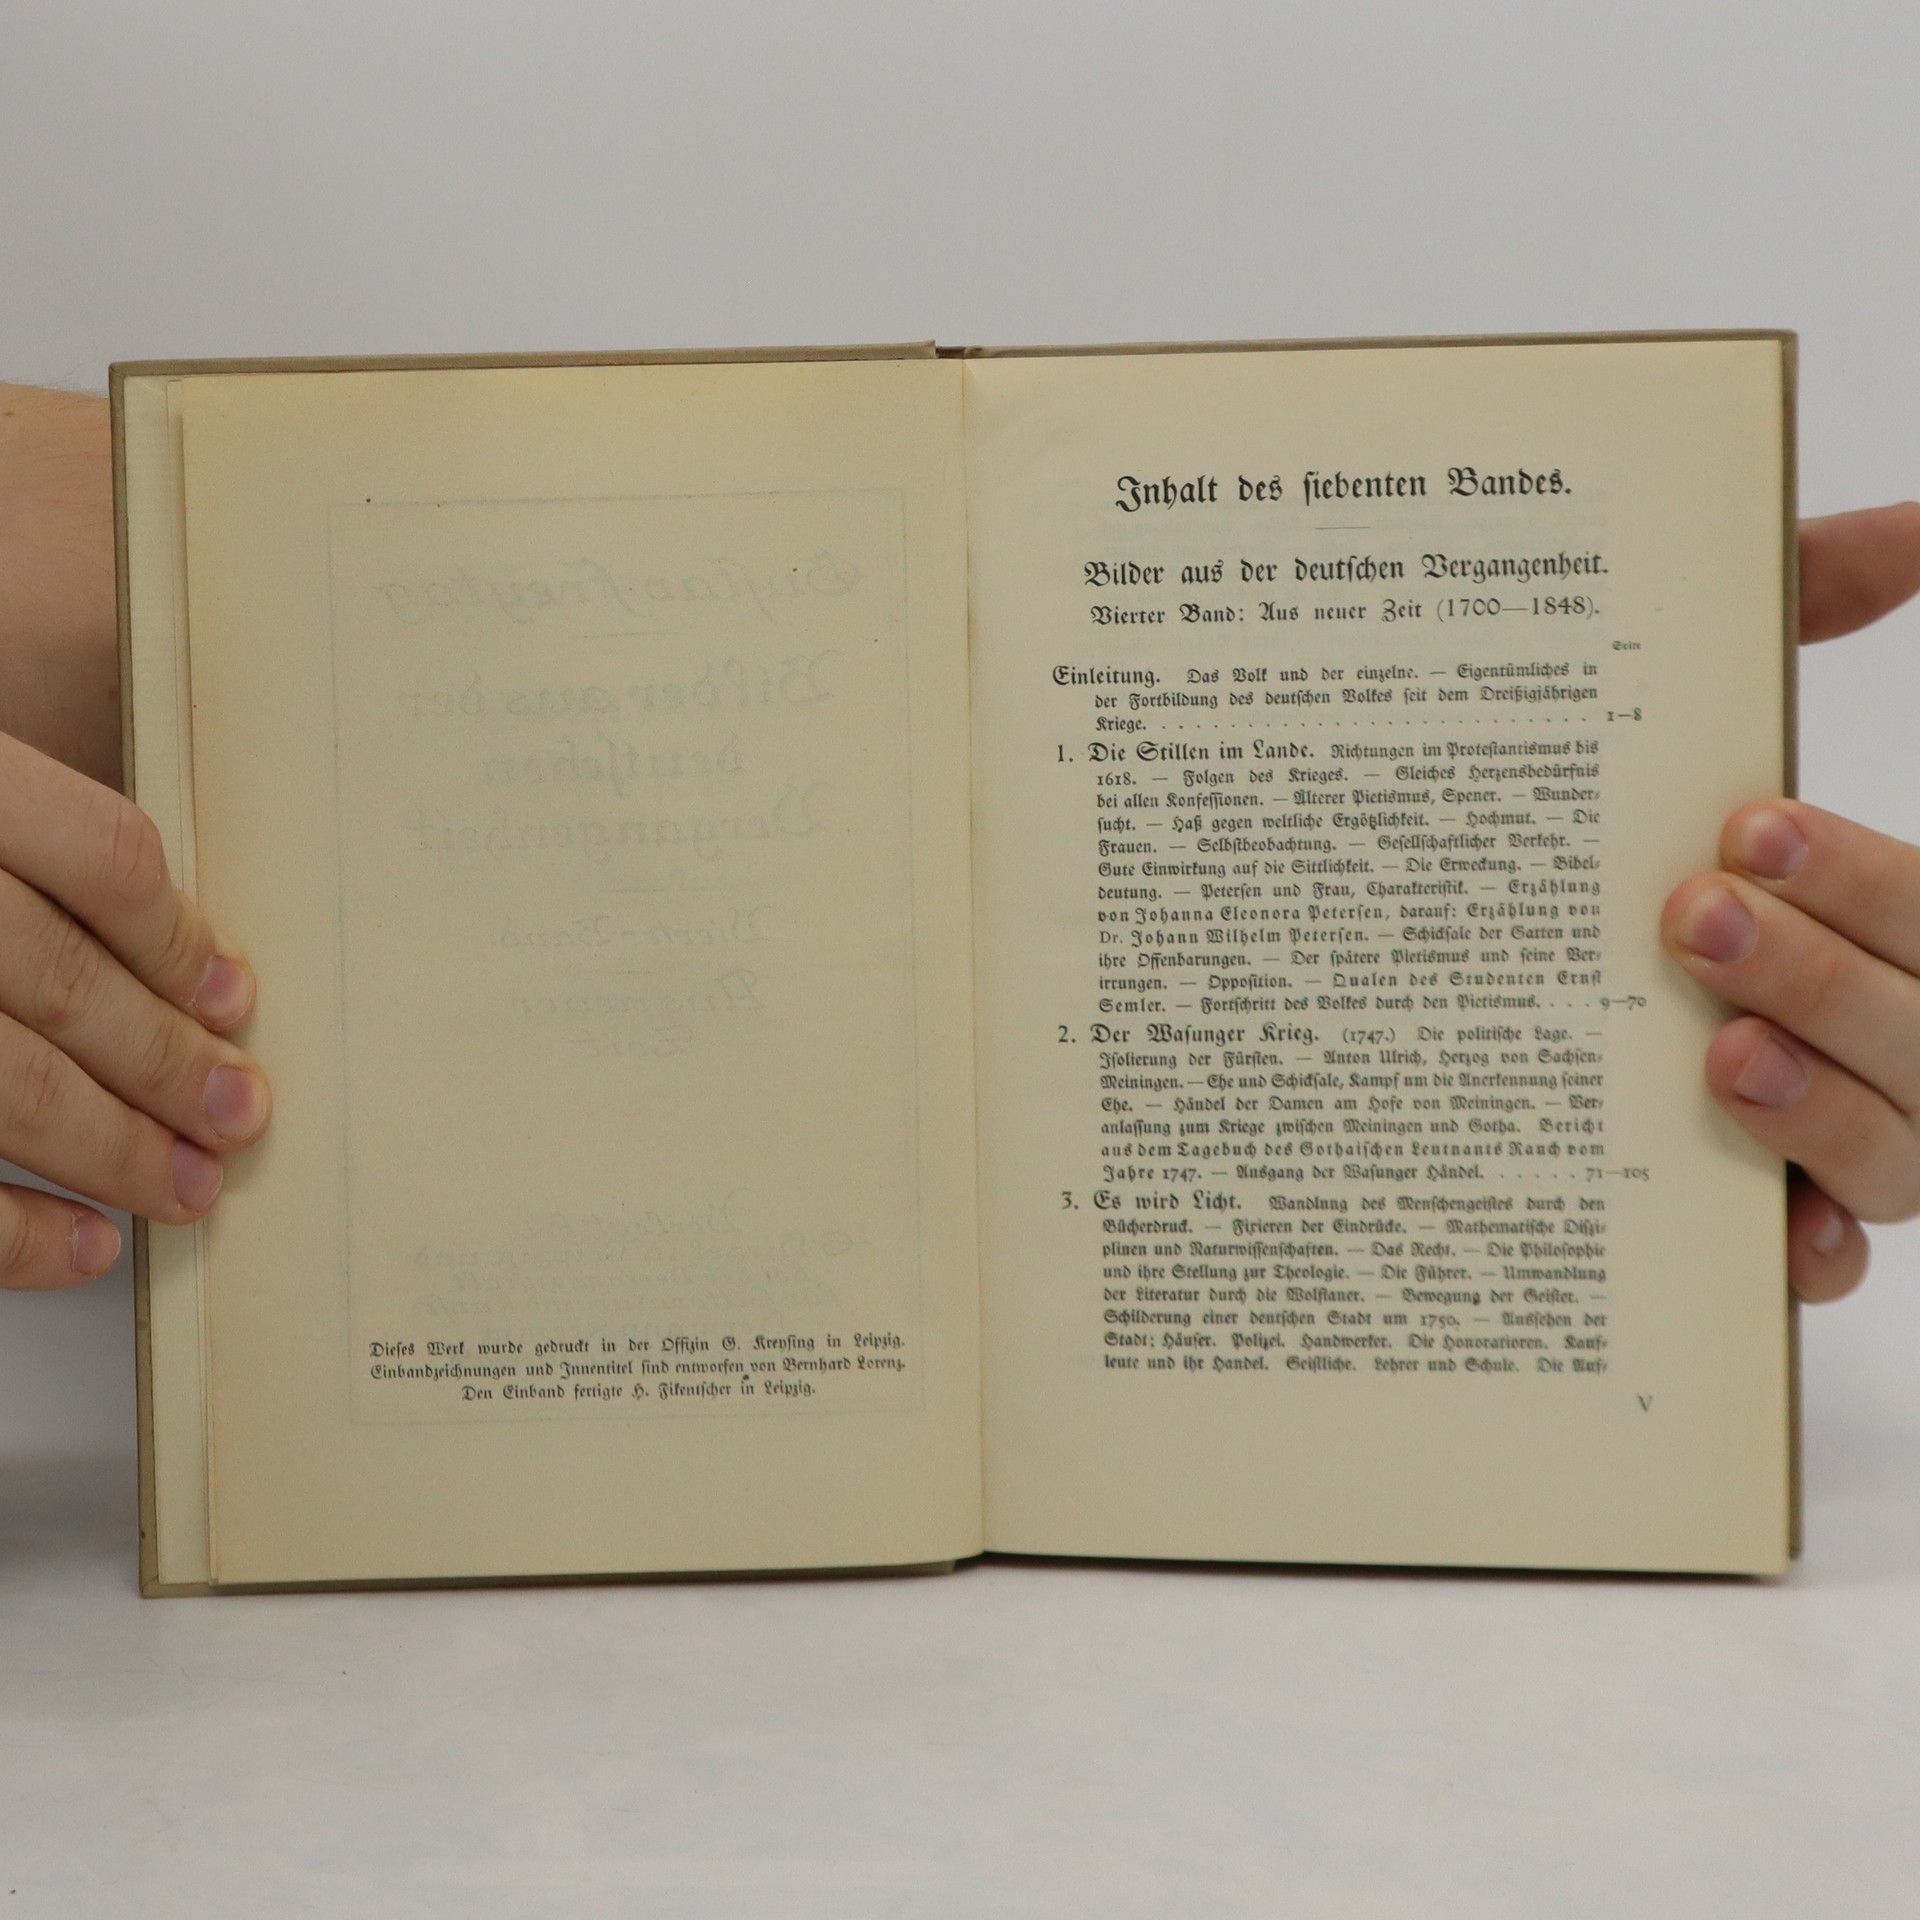 Dieses Werk wurde gedruckt in der Offizin G. Kreysing in Leipzig.
Einbandzeichnungen und Innentitel sind entworfen von Bernhard Lorenz.
Den Einband fertigte H. Fikentscher in Leipzig.
Inhalt des siebenten Bandes.
Bilder aus der deutschen Vergangenheit.
Vierter Band: Aus neuer Zeit (1700—1848).
Seite
Einleitung. Das Volk und der einzelne. — Eigentümliches in
der Fortbildung des deutschen Volkes seit dem Dreißigjährigen
Kriege. . . . . . . . . . . . . . . . . . . . . . . . . . 1—8
1. Die Stillen im Lande. Richtungen im Protestantismus bis
1618. — Folgen des Krieges. — Gleiches Herzensbedürfnis
bei allen Konfessionen. — Älterer Pietismus, Spener. — Wunder-
sucht. — Haß gegen weltliche Ergötzlichkeit. — Hochmut. — Die
Frauen. — Selbstbeobachtung. — Gesellschaftlicher Verkehr. —
Gute Einwirkung auf die Sittlichkeit. — Die Erweckung. — Bibel-
deutung. — Petersen und Frau, Charakteristik. — Erzählung
von Johanna Eleonora Petersen, darauf: Erzählung von
Dr. Johann Wilhelm Petersen. — Schicksale der Gatten und
ihre Offenbarungen. — Der spätere Pietismus und seine Ver-
irrungen. — Opposition. — Qualen des Studenten Ernst
Semler. — Fortschritt des Volkes durch den Pietismus. . . . 9—70
2. Der Wasunger Krieg. (1747.) Die politische Lage. —
Isolierung der Fürsten. — Anton Ulrich, Herzog von Sachsen-
Meiningen. — Ehe und Schicksale, Kampf um die Anerkennung seiner
Ehe. — Händel der Damen am Hofe von Meiningen. — Ver-
anlassung zum Kriege zwischen Meiningen und Gotha. Bericht
aus dem Tagebuch des Gothaischen Leutnants Rauch vom
Jahre 1747. — Ausgang der Wasunger Händel. . . . . . 71—105
3. Es wird Licht. Wandlung des Menschengeistes durch den
Bücherdruck. — Fixieren der Eindrücke. — Mathematische Diszi-
plinen und Naturwissenschaften. — Das Recht. — Die Philosophie
und ihre Stellung zur Theologie. — Die Führer. — Umwandlung
der Literatur durch die Wolfianer. — Bewegung der Geister. —
Schilderung einer deutschen Stadt um 1750. — Aussehen der
Stadt; Häuser. Polizei. Handwerker. Die Honoratioren. Kauf-
leute und ihr Handel. Geistliche. Lehrer und Schule. Die Auf-
V